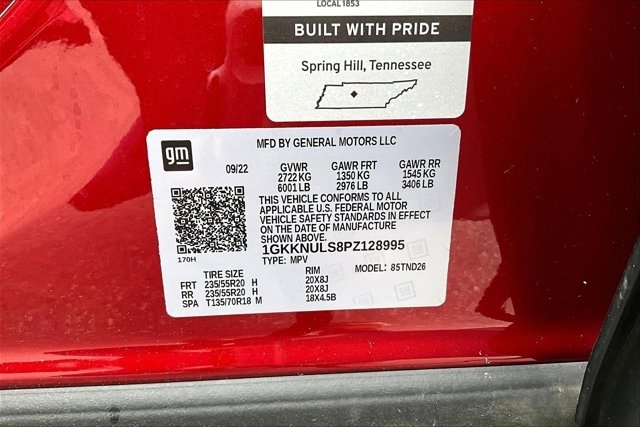 LOCAL 1853
BUILT WITH PRIDE
Spring Hill, Tennessee
gm
MFD BY GENERAL MOTORS LLC
09/22 GVWR GAWR FRT GAWR RR
2722 KG 1350 KG 1545 KG
6001 LB 2976 LB 3406 LB
THIS VEHICLE CONFORMS TO ALL
APPLICABLE U.S. FEDERAL MOTOR
VEHICLE SAFETY STANDARDS IN EFFECT
ON THE DATE OF MANUFACTURE
SHOWN ABOVE.
170H 1GKKNULS8PZ128995
TYPE: MPV MODEL: 85TND26
TIRE SIZE RIM
FRT 235/55R20 H 20X8J
RR 235/55R20 H 20X8J
SPA T135/70R18 M 18X4.5B